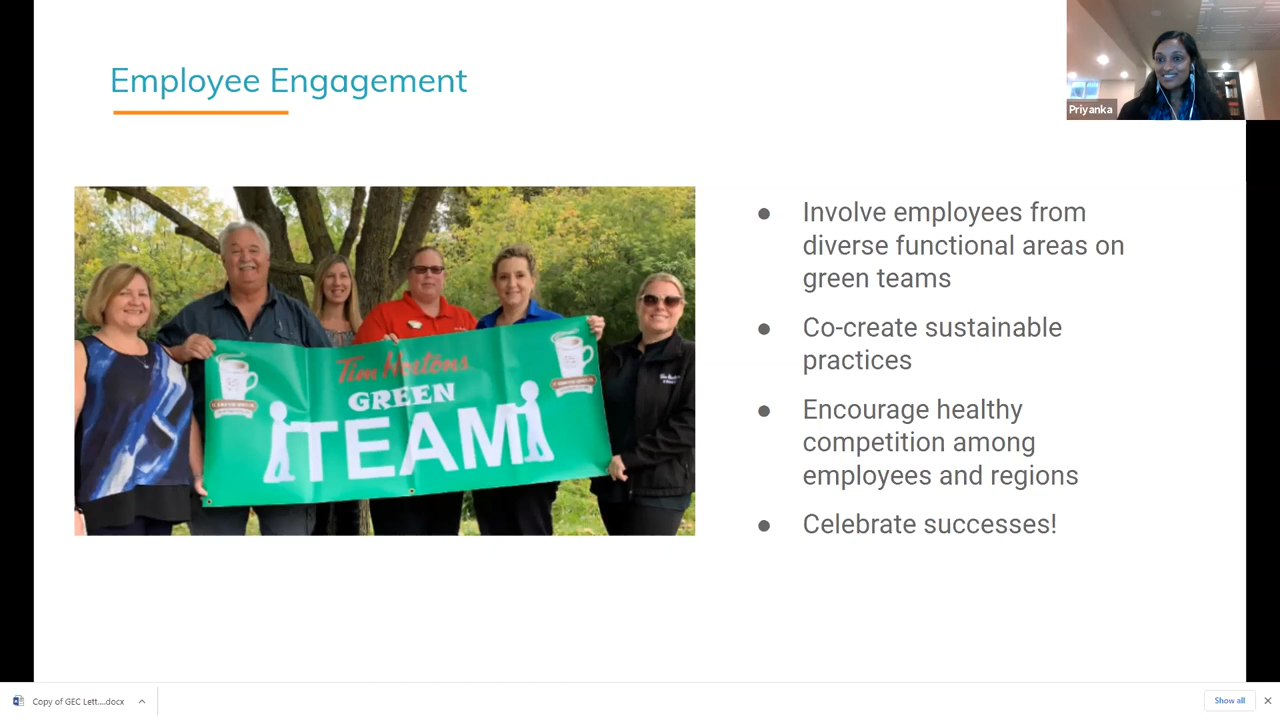 Employee Engagement
Priyanka
Tim Hortons
GREEN
TEAM
● Involve employees from
diverse functional areas on
green teams
● Co-create sustainable
practices
● Encourage healthy
competition among
employees and regions
● Celebrate successes!
Copy of GEC Lett....docx
Show all